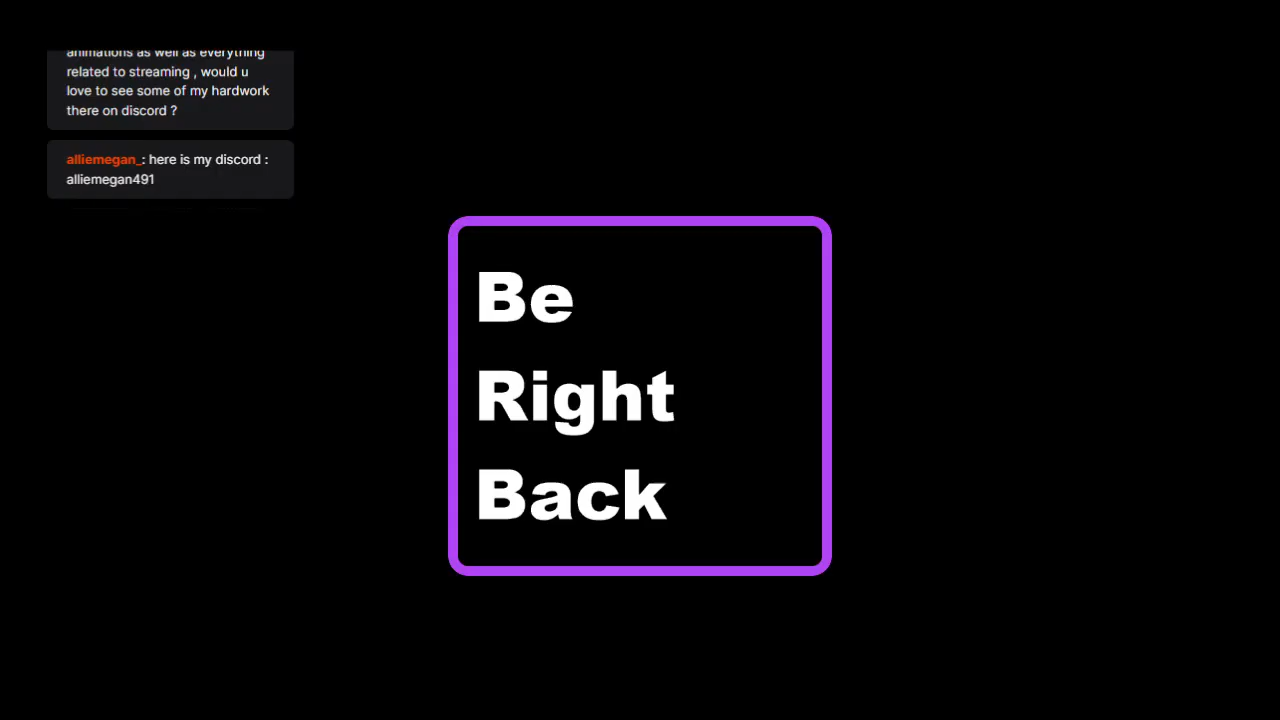 animations as well as everything
related to streaming , would u
love to see some of my hardwork
there on discord ?
alliemegan_: here is my discord :
alliemegan491
Be
Right
Back